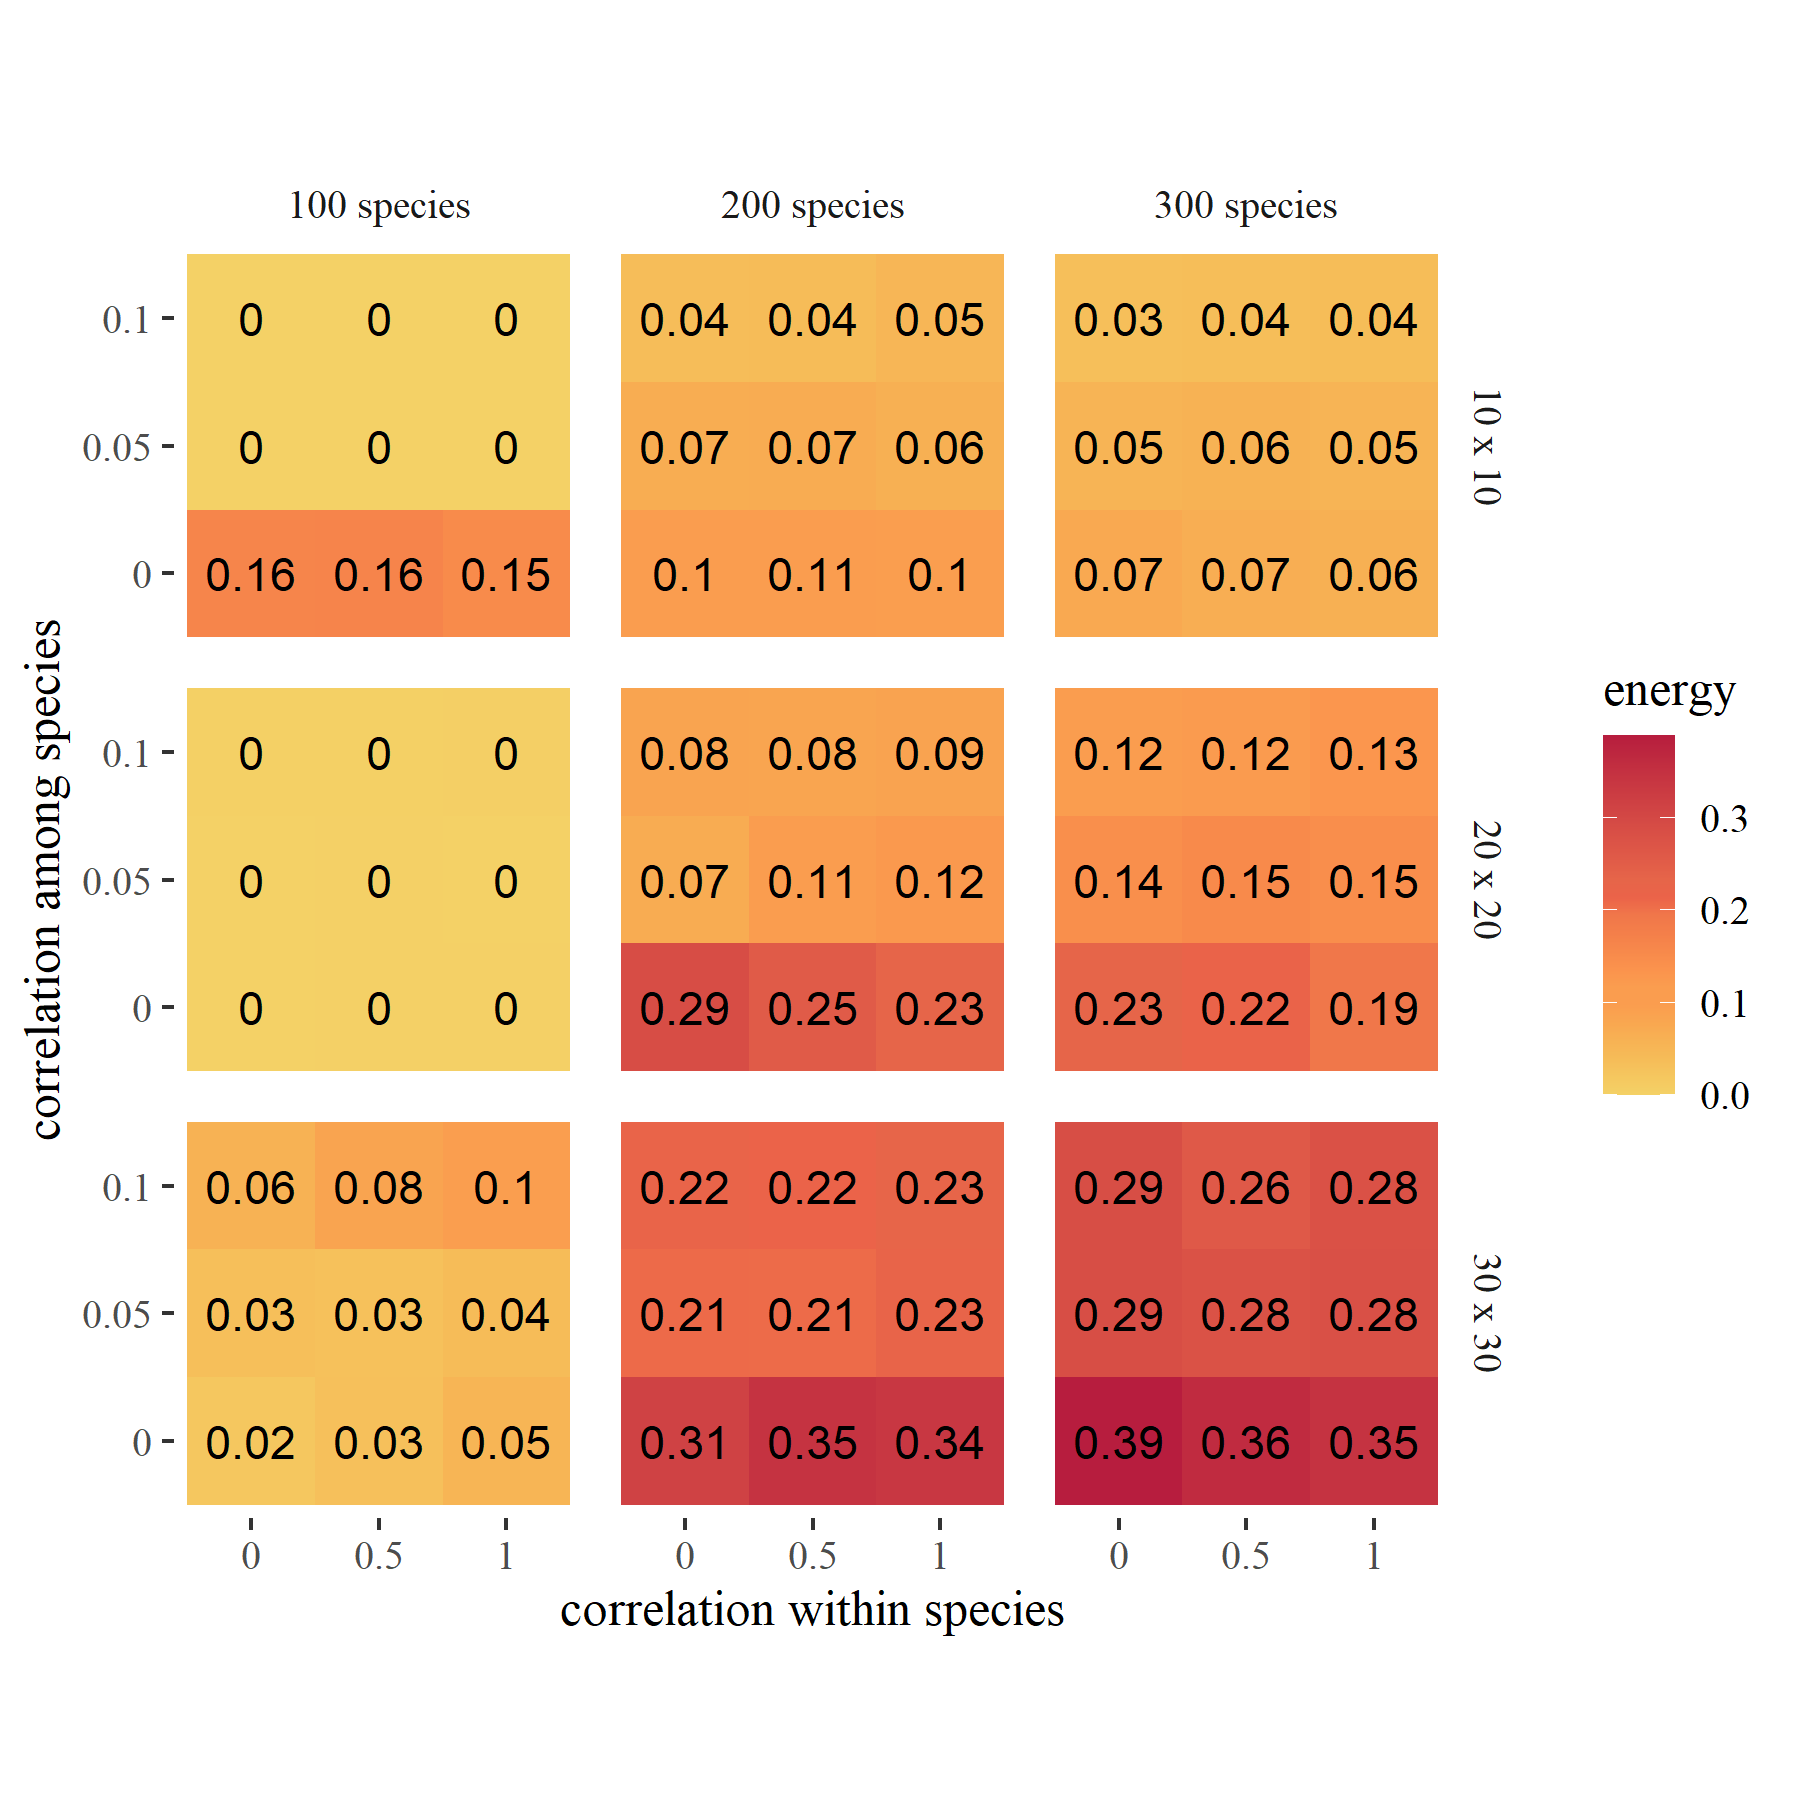 100 species 200 species 300 species
0.1 0 0 0 0.04 0.04 0.05 0.03 0.04 0.04
0.05 0 0 0 0.07 0.07 0.06 0.05 0.06 0.05
0 0.16 0.16 0.15 0.1 0.11 0.1 0.07 0.07 0.06
10 x 10
0.1 0 0 0 0.08 0.08 0.09 0.12 0.12 0.13
0.05 0 0 0 0.07 0.11 0.12 0.14 0.15 0.15
0 0 0 0 0.29 0.25 0.23 0.23 0.22 0.19
20 x 20
0.1 0.06 0.08 0.1 0.22 0.22 0.23 0.29 0.26 0.28
0.05 0.03 0.03 0.04 0.21 0.21 0.23 0.29 0.28 0.28
0 0.02 0.03 0.05 0.31 0.35 0.34 0.39 0.36 0.35
30 x 30
0 0.5 1 0 0.5 1 0 0.5 1
correlation within species
correlation among species
energy
0.3
0.2
0.1
0.0